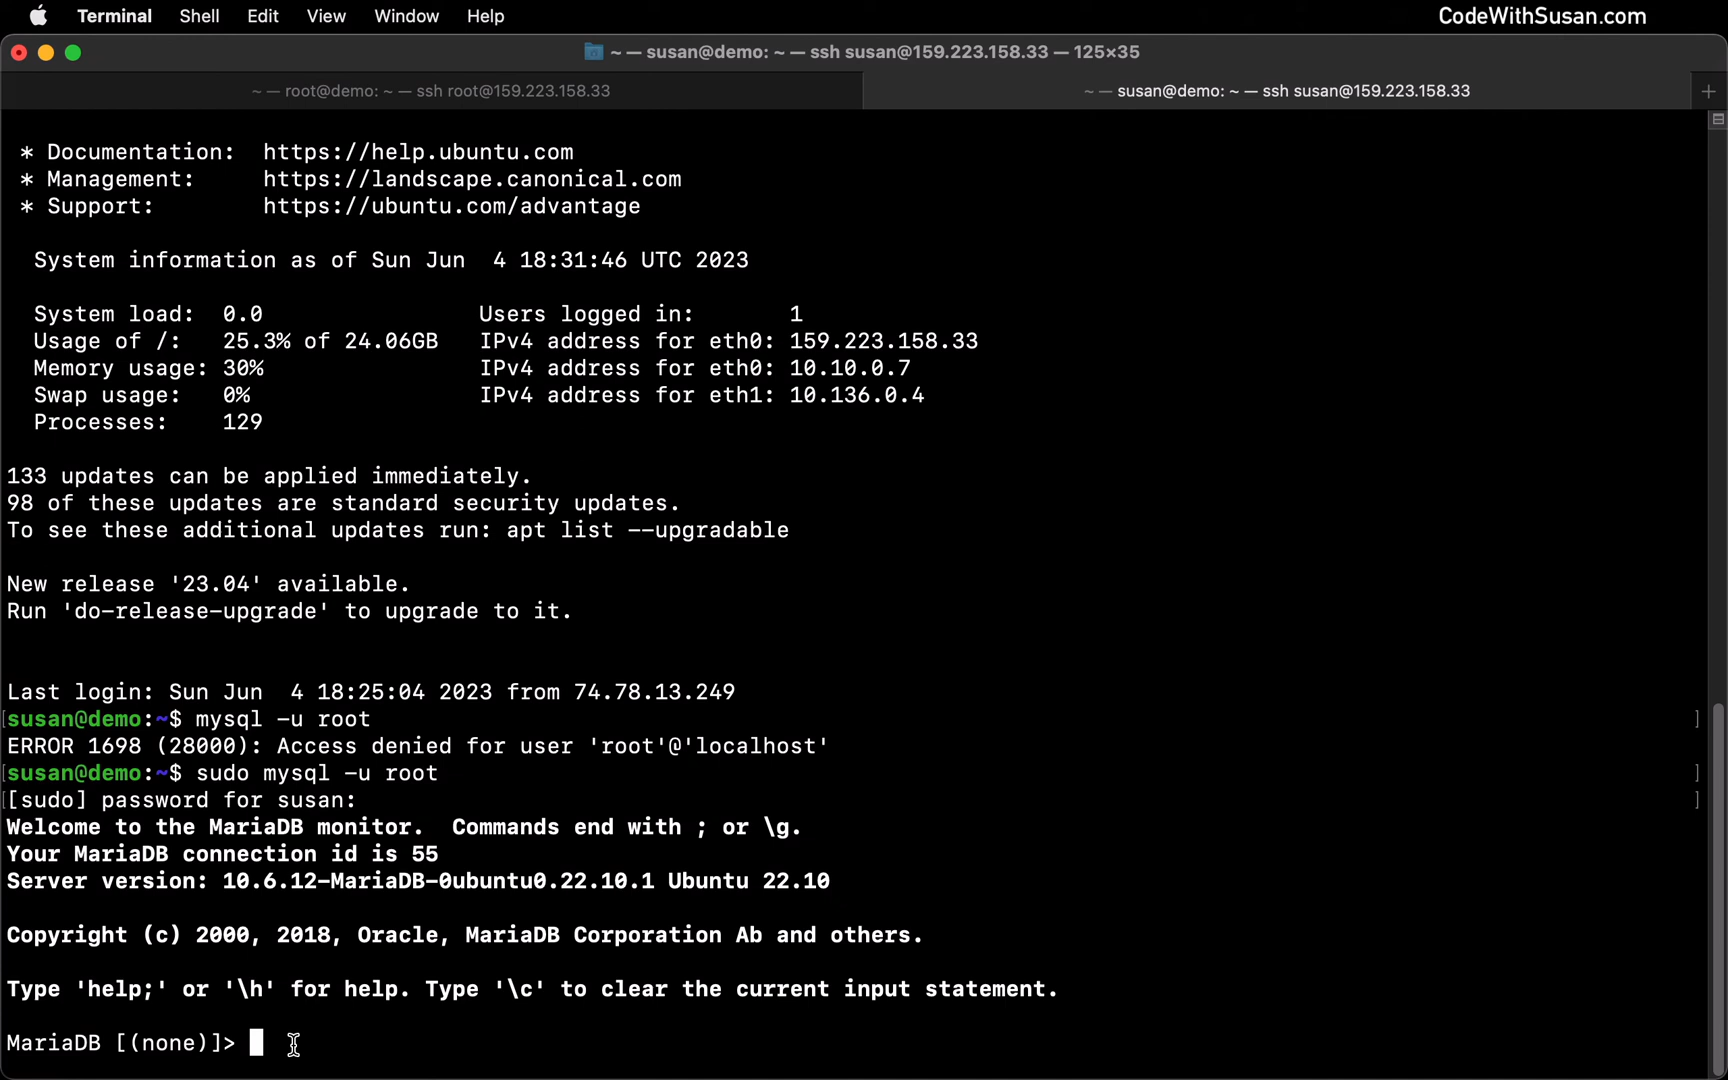 Terminal Shell Edit View Window Help CodeWithSusan.com
~ — susan@demo: ~ — ssh susan@159.223.158.33 — 125×35
~ — root@demo: ~ — ssh root@159.223.158.33 ~ — susan@demo: ~ — ssh susan@159.223.158.33 +
* Documentation: https://help.ubuntu.com
* Management: https://landscape.canonical.com
* Support: https://ubuntu.com/advantage
System information as of Sun Jun 4 18:31:46 UTC 2023
System load: 0.0 Users logged in: 1
Usage of /: 25.3% of 24.06GB IPv4 address for eth0: 159.223.158.33
Memory usage: 30% IPv4 address for eth0: 10.10.0.7
Swap usage: 0% IPv4 address for eth1: 10.136.0.4
Processes: 129
133 updates can be applied immediately.
98 of these updates are standard security updates.
To see these additional updates run: apt list --upgradable
New release '23.04' available.
Run 'do-release-upgrade' to upgrade to it.
Last login: Sun Jun 4 18:25:04 2023 from 74.78.13.249
[susan@demo:~$ mysql -u root ]
ERROR 1698 (28000): Access denied for user 'root'@'localhost'
[susan@demo:~$ sudo mysql -u root ]
[[sudo] password for susan: ]
Welcome to the MariaDB monitor. Commands end with ; or \g.
Your MariaDB connection id is 55
Server version: 10.6.12-MariaDB-0ubuntu0.22.10.1 Ubuntu 22.10
Copyright (c) 2000, 2018, Oracle, MariaDB Corporation Ab and others.
Type 'help;' or '\h' for help. Type '\c' to clear the current input statement.
MariaDB [(none)]>